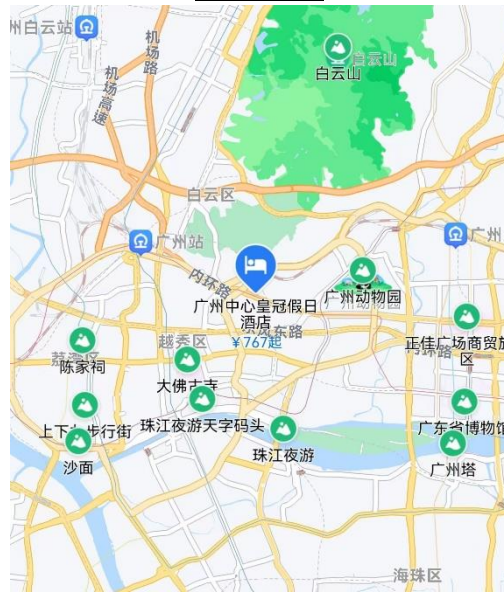 州白云站
机场路
机场高速
白云山
白云山
白云区
广州站
广州
内环路
广州中心皇冠假日
酒店
¥767起
东风东路
广州动物园
正佳广场商贸旅
区
内环路
荔湾区
陈家祠
越秀区
大佛古寺
上下九步行街
珠江夜游天字码头
珠江夜游
广东省博物馆
沙面
广州塔
海珠区